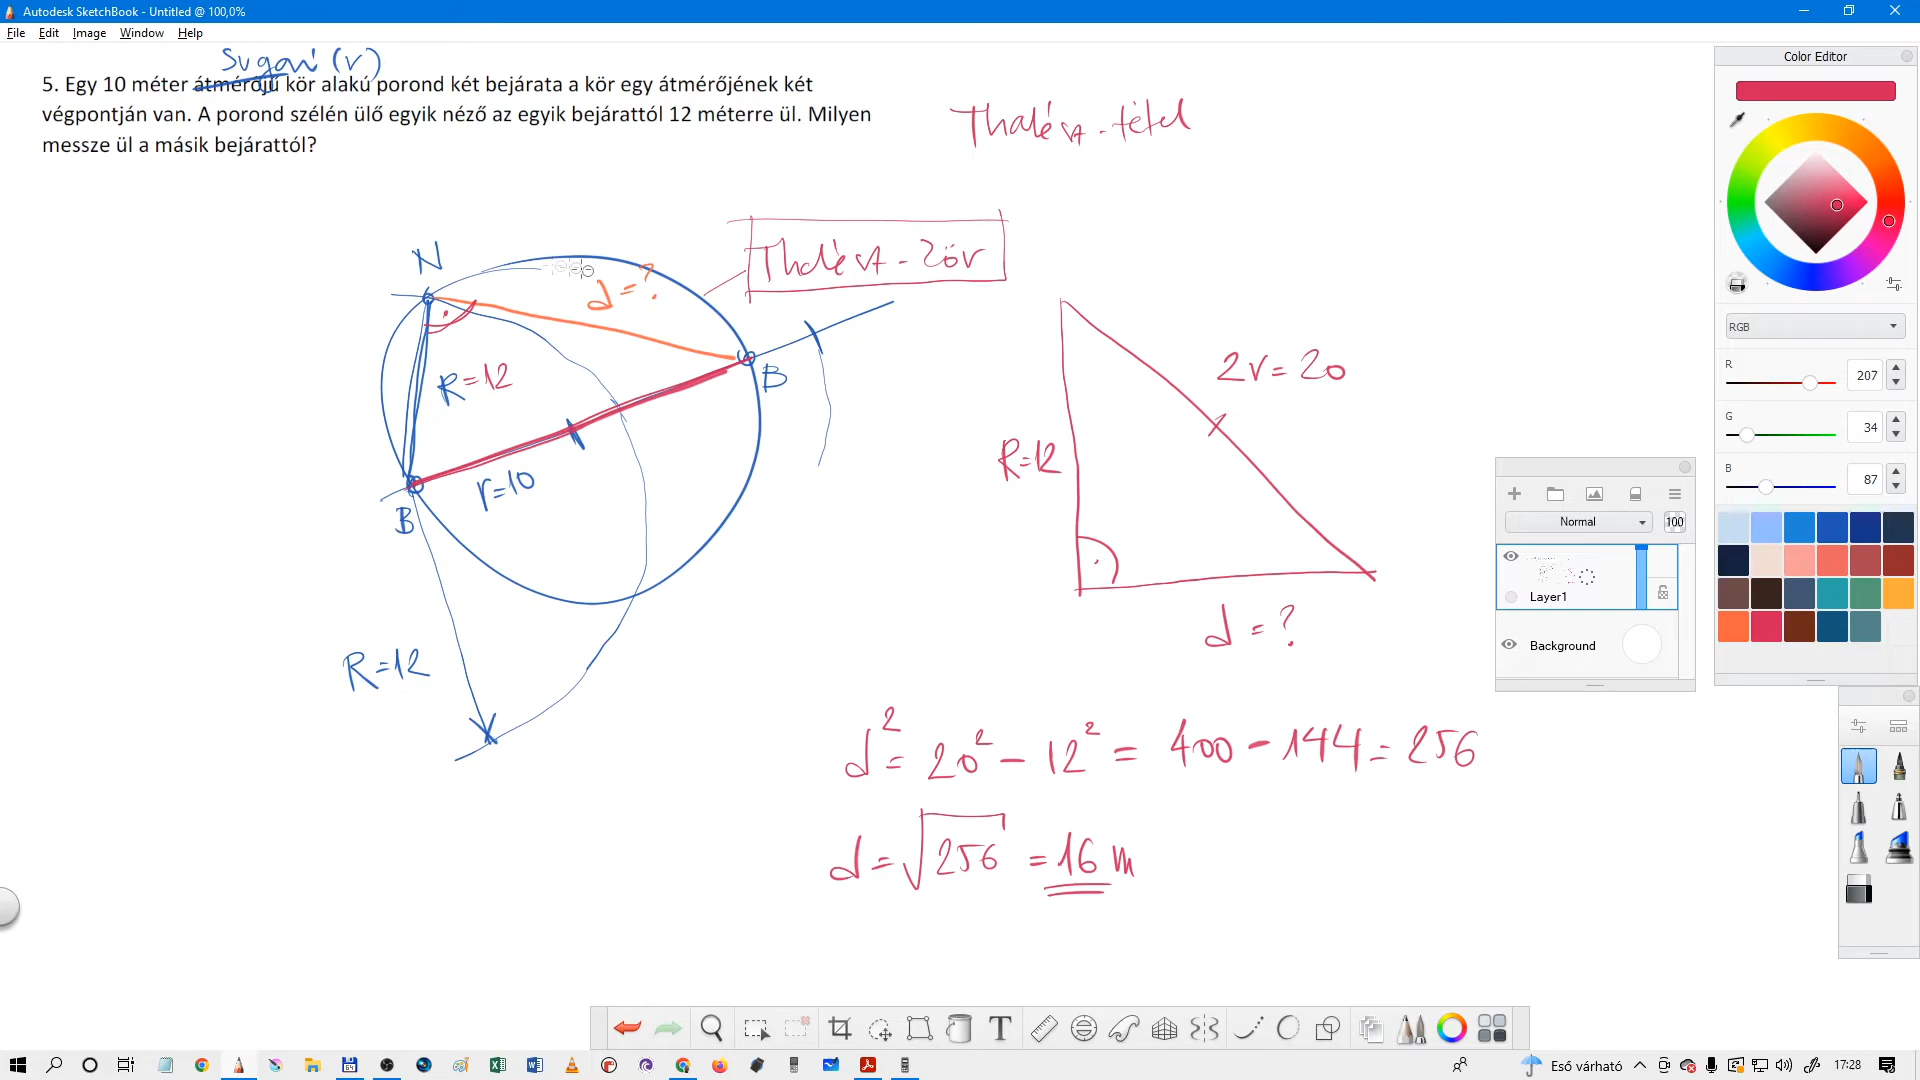 Autodesk SketchBook - Untitled @ 100,0%
File Edit Image Window Help
Sugarú (r)
5. Egy 10 méter átmérőjű kör alakú porond két bejárata a kör egy átmérőjének két
végpontján van. A porond szélén ülő egyik néző az egyik bejárattól 12 méterre ül. Milyen
messze ül a másik bejárattól?
Thalész-tétel
Thalész-kör
N
d=?
R=12
B
r=10
B
R=12
2r=20
R=12
d=?
d²=20²-12²=400-144=256
d=√256=16 m
Color Editor
RGB
R 207
G 34
B 87
Normal 100
Layer1
Background
Eső várható
17:28